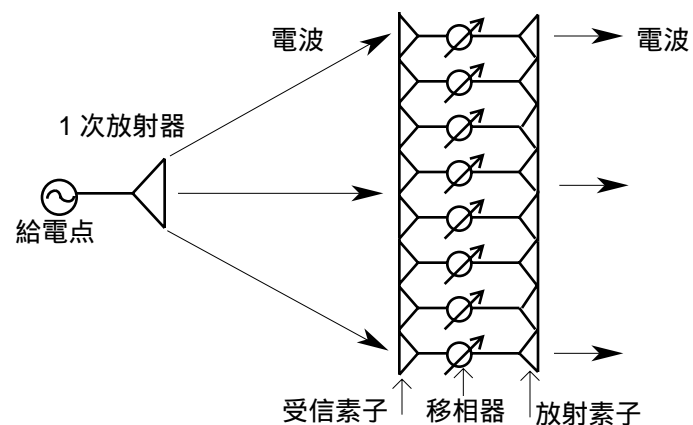 電波
電波
1 次放射器
給電点
受信素子
移相器
放射素子